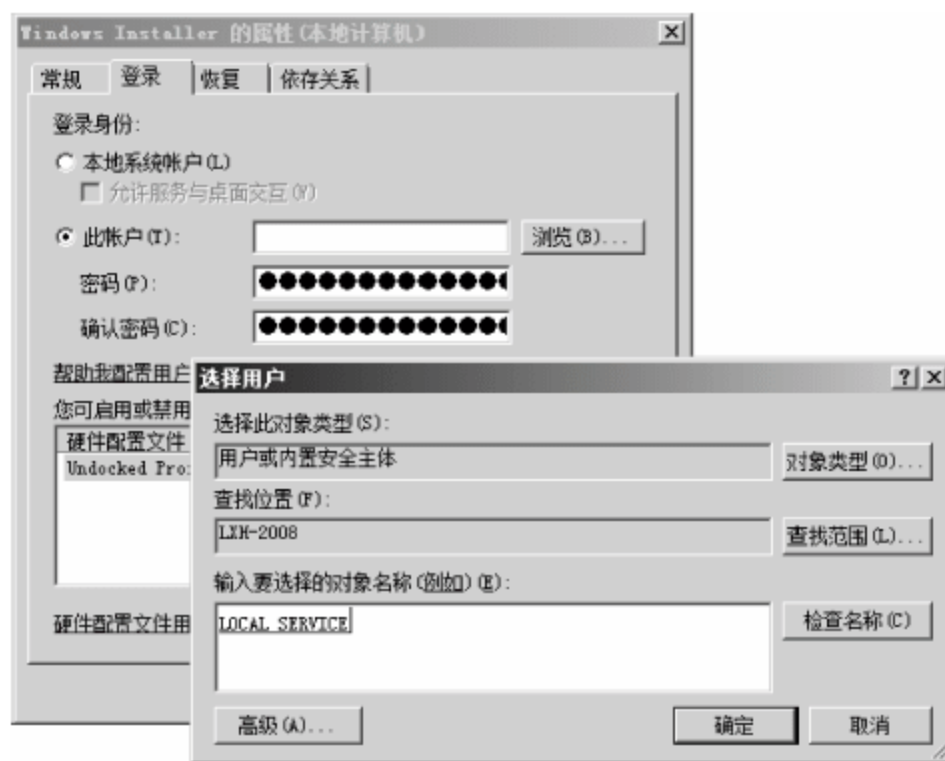 Windows Installer 的属性(本地计算机)
常规 登录 恢复 依存关系
登录身份:
本地系统帐户(L)
允许服务与桌面交互(W)
此帐户(T): 浏览(B)...
密码(P):
确认密码(C):
帮助我配置用户
您可启用或禁用
硬件配置文件
Undocked Pro
硬件配置文件用
选择用户
选择此对象类型(S):
用户或内置安全主体 对象类型(O)...
查找位置(F):
LXH-2008 查找范围(L)...
输入要选择的对象名称(例如)(E):
LOCAL SERVICE 检查名称(C)
高级(A)... 确定 取消